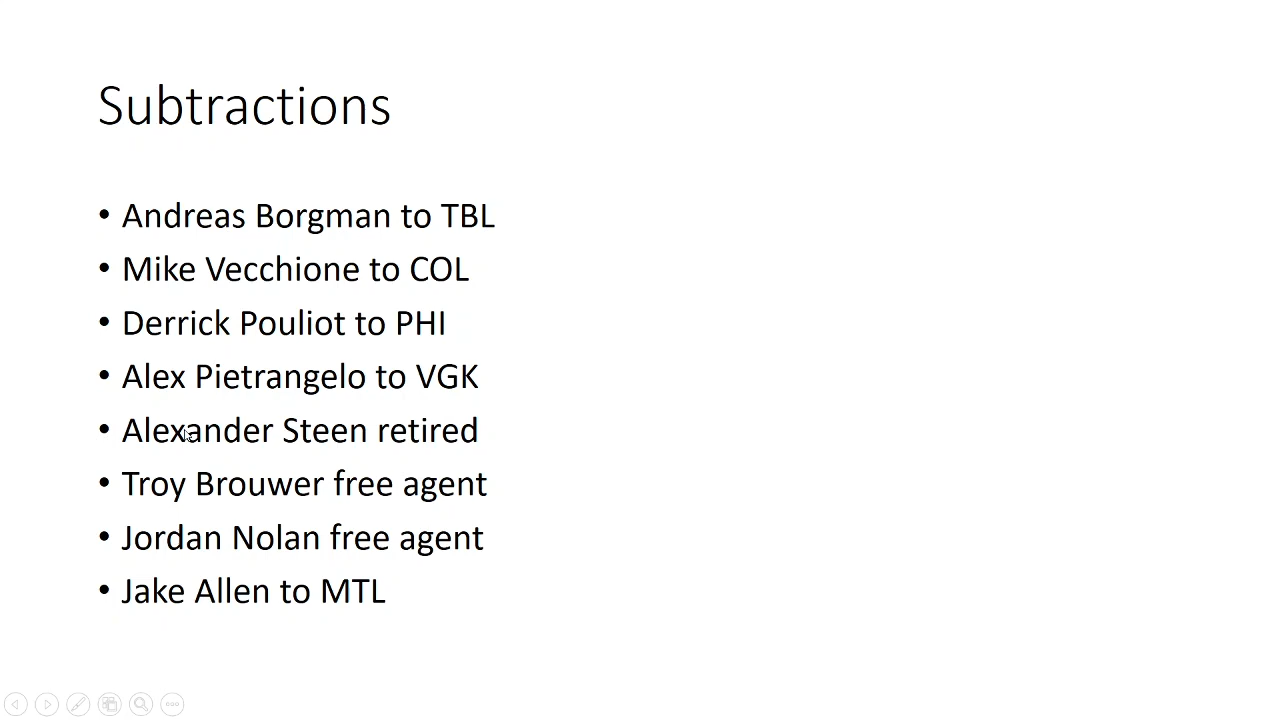 Subtractions
• Andreas Borgman to TBL
• Mike Vecchione to COL
• Derrick Pouliot to PHI
• Alex Pietrangelo to VGK
• Alexander Steen retired
• Troy Brouwer free agent
• Jordan Nolan free agent
• Jake Allen to MTL